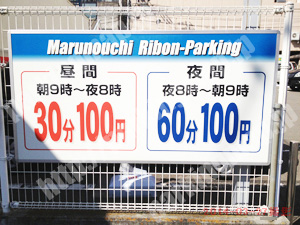 Marunouchi Ribon-Parking
昼間
朝9時～夜8時
30分100円
夜間
夜8時～朝9時
60分100円